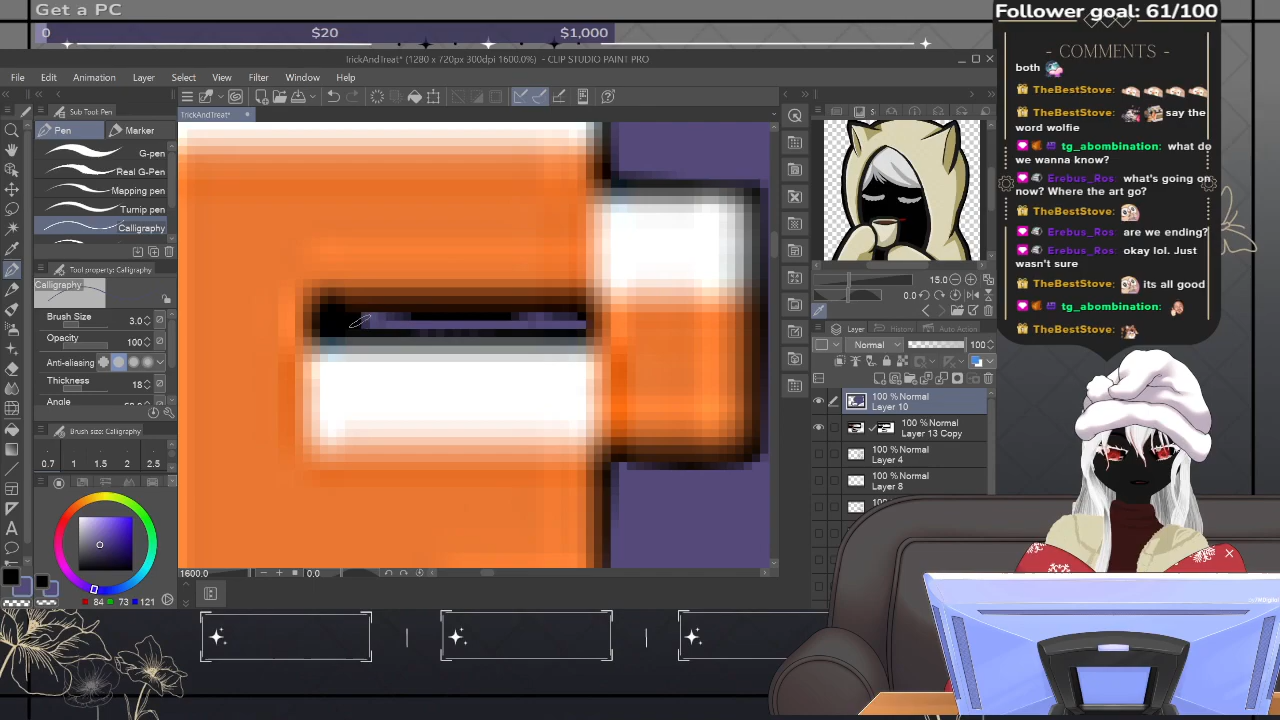 Get a PC
0
$20
$1,000
Follower goal: 61/100
- COMMENTS -
both
TheBestStove:
TheBestStove: say the
word wolfie
tg_abombination: what do
we wanna know?
Erebus_Ros: what's going on
now? Where the art go?
TheBestStove:
Erebus_Ros: are we ending?
Erebus_Ros: okay lol. Just
wasn't sure
TheBestStove: its all good
tg_abombination:
TheBestStove:
TrickAndTreat* (1280 x 720px 300dpi 1600.0%) - CLIP STUDIO PAINT PRO
File Edit Animation Layer Select View Filter Window Help
Sub Tool Pen
TrickAndTreat*
Pen
Marker
G-pen
Real G-Pen
Mapping pen
Turnip pen
Calligraphy
Tool property: Calligraphy
Calligraphy
Brush Size 3.0
Opacity 100
Anti-aliasing
Thickness 18
Angle
Brush size: Calligraphy
0.7 1 1.5 2 2.5
84 73 121
1600.0
0.0
15.0
0.0
Layer
History
Auto Action
Normal
100
100 % Normal
Layer 10
100 % Normal
Layer 13 Copy
100 % Normal
Layer 4
100 % Normal
Layer 8
100 % Normal